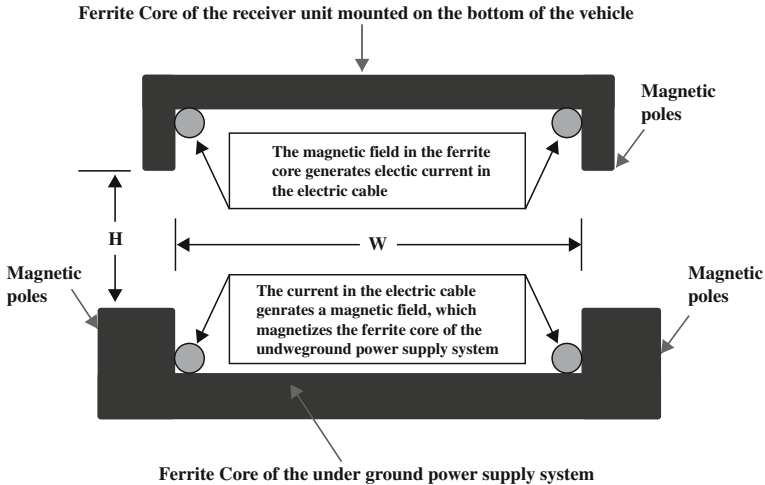 Ferrite Core of the receiver unit mounted on the bottom of the vehicle
Magnetic
poles
The magnetic field in the ferrite
core generates electic current in
the electric cable
H
W
Magnetic
poles
The current in the electric cable
genrates a magnetic field, which
magnetizes the ferrite core of the
undweground power supply system
Magnetic
poles
Ferrite Core of the under ground power supply system